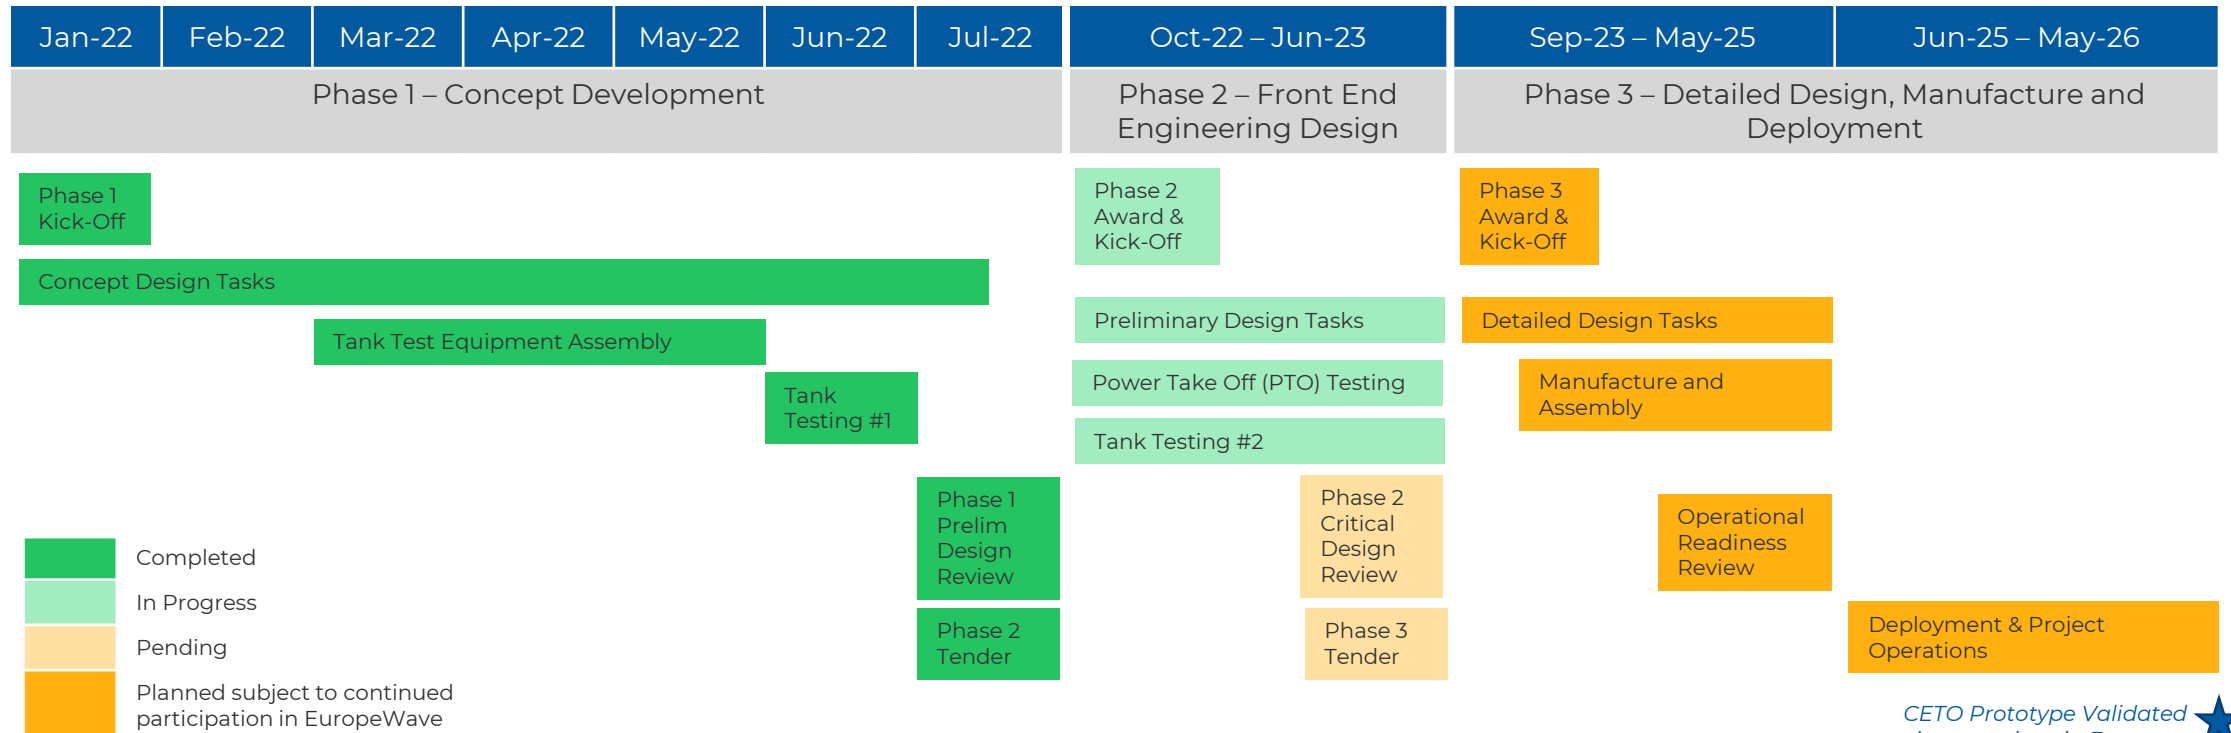 Jan-22
Feb-22
Mar-22
Apr-22
May-22
Jun-22
Jul-22
Oct-22 – Jun-23
Sep-23 – May-25
Jun-25 – May-26
Phase 1 – Concept Development
Phase 2 – Front End
Engineering Design
Phase 3 – Detailed Design, Manufacture and
Deployment
Phase 1
Kick-Off
Phase 2
Award &
Kick-Off
Phase 3
Award &
Kick-Off
Concept Design Tasks
Preliminary Design Tasks
Detailed Design Tasks
Tank Test Equipment Assembly
Power Take Off (PTO) Testing
Manufacture and
Assembly
Tank
Testing #1
Tank Testing #2
Phase 1
Prelim
Design
Review
Phase 2
Critical
Design
Review
Operational
Readiness
Review
Phase 2
Tender
Phase 3
Tender
Deployment & Project
Operations
Completed
In Progress
Pending
Planned subject to continued
participation in EuropeWave
CETO Prototype Validated